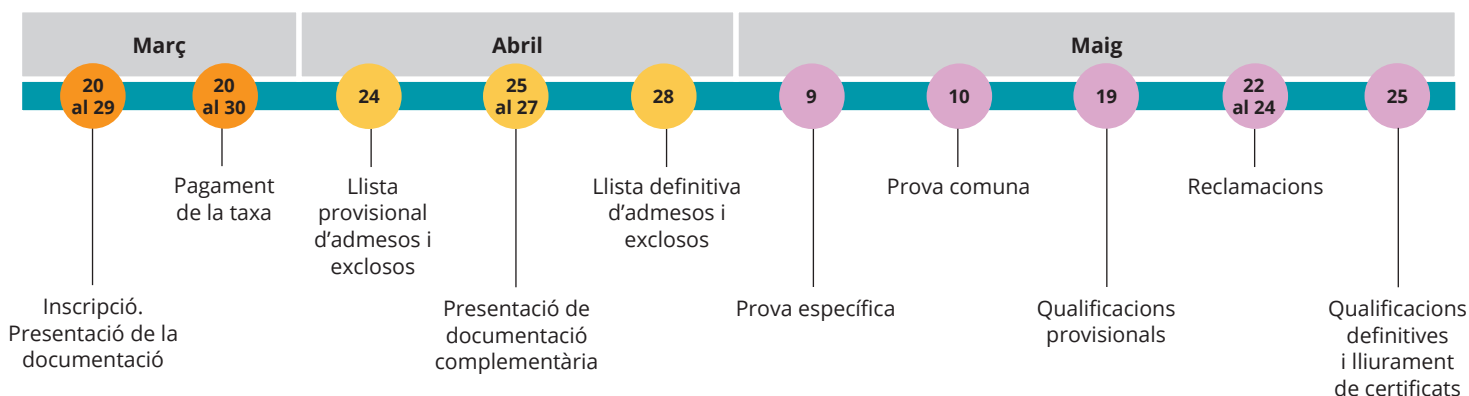 Març
Abril
Maig
20
al 29
20
al 30
24
25
al 27
28
9
10
19
22
al 24
25
Inscripció.
Presentació de la
documentació
Pagament
de la taxa
Llista
provisional
d'admesos i
exclosos
Presentació de
documentació
complementària
Llista definitiva
d'admesos i
exclosos
Prova específica
Prova comuna
Qualificacions
provisionals
Reclamacions
Qualificacions
definitives
i lliurament
de certificats